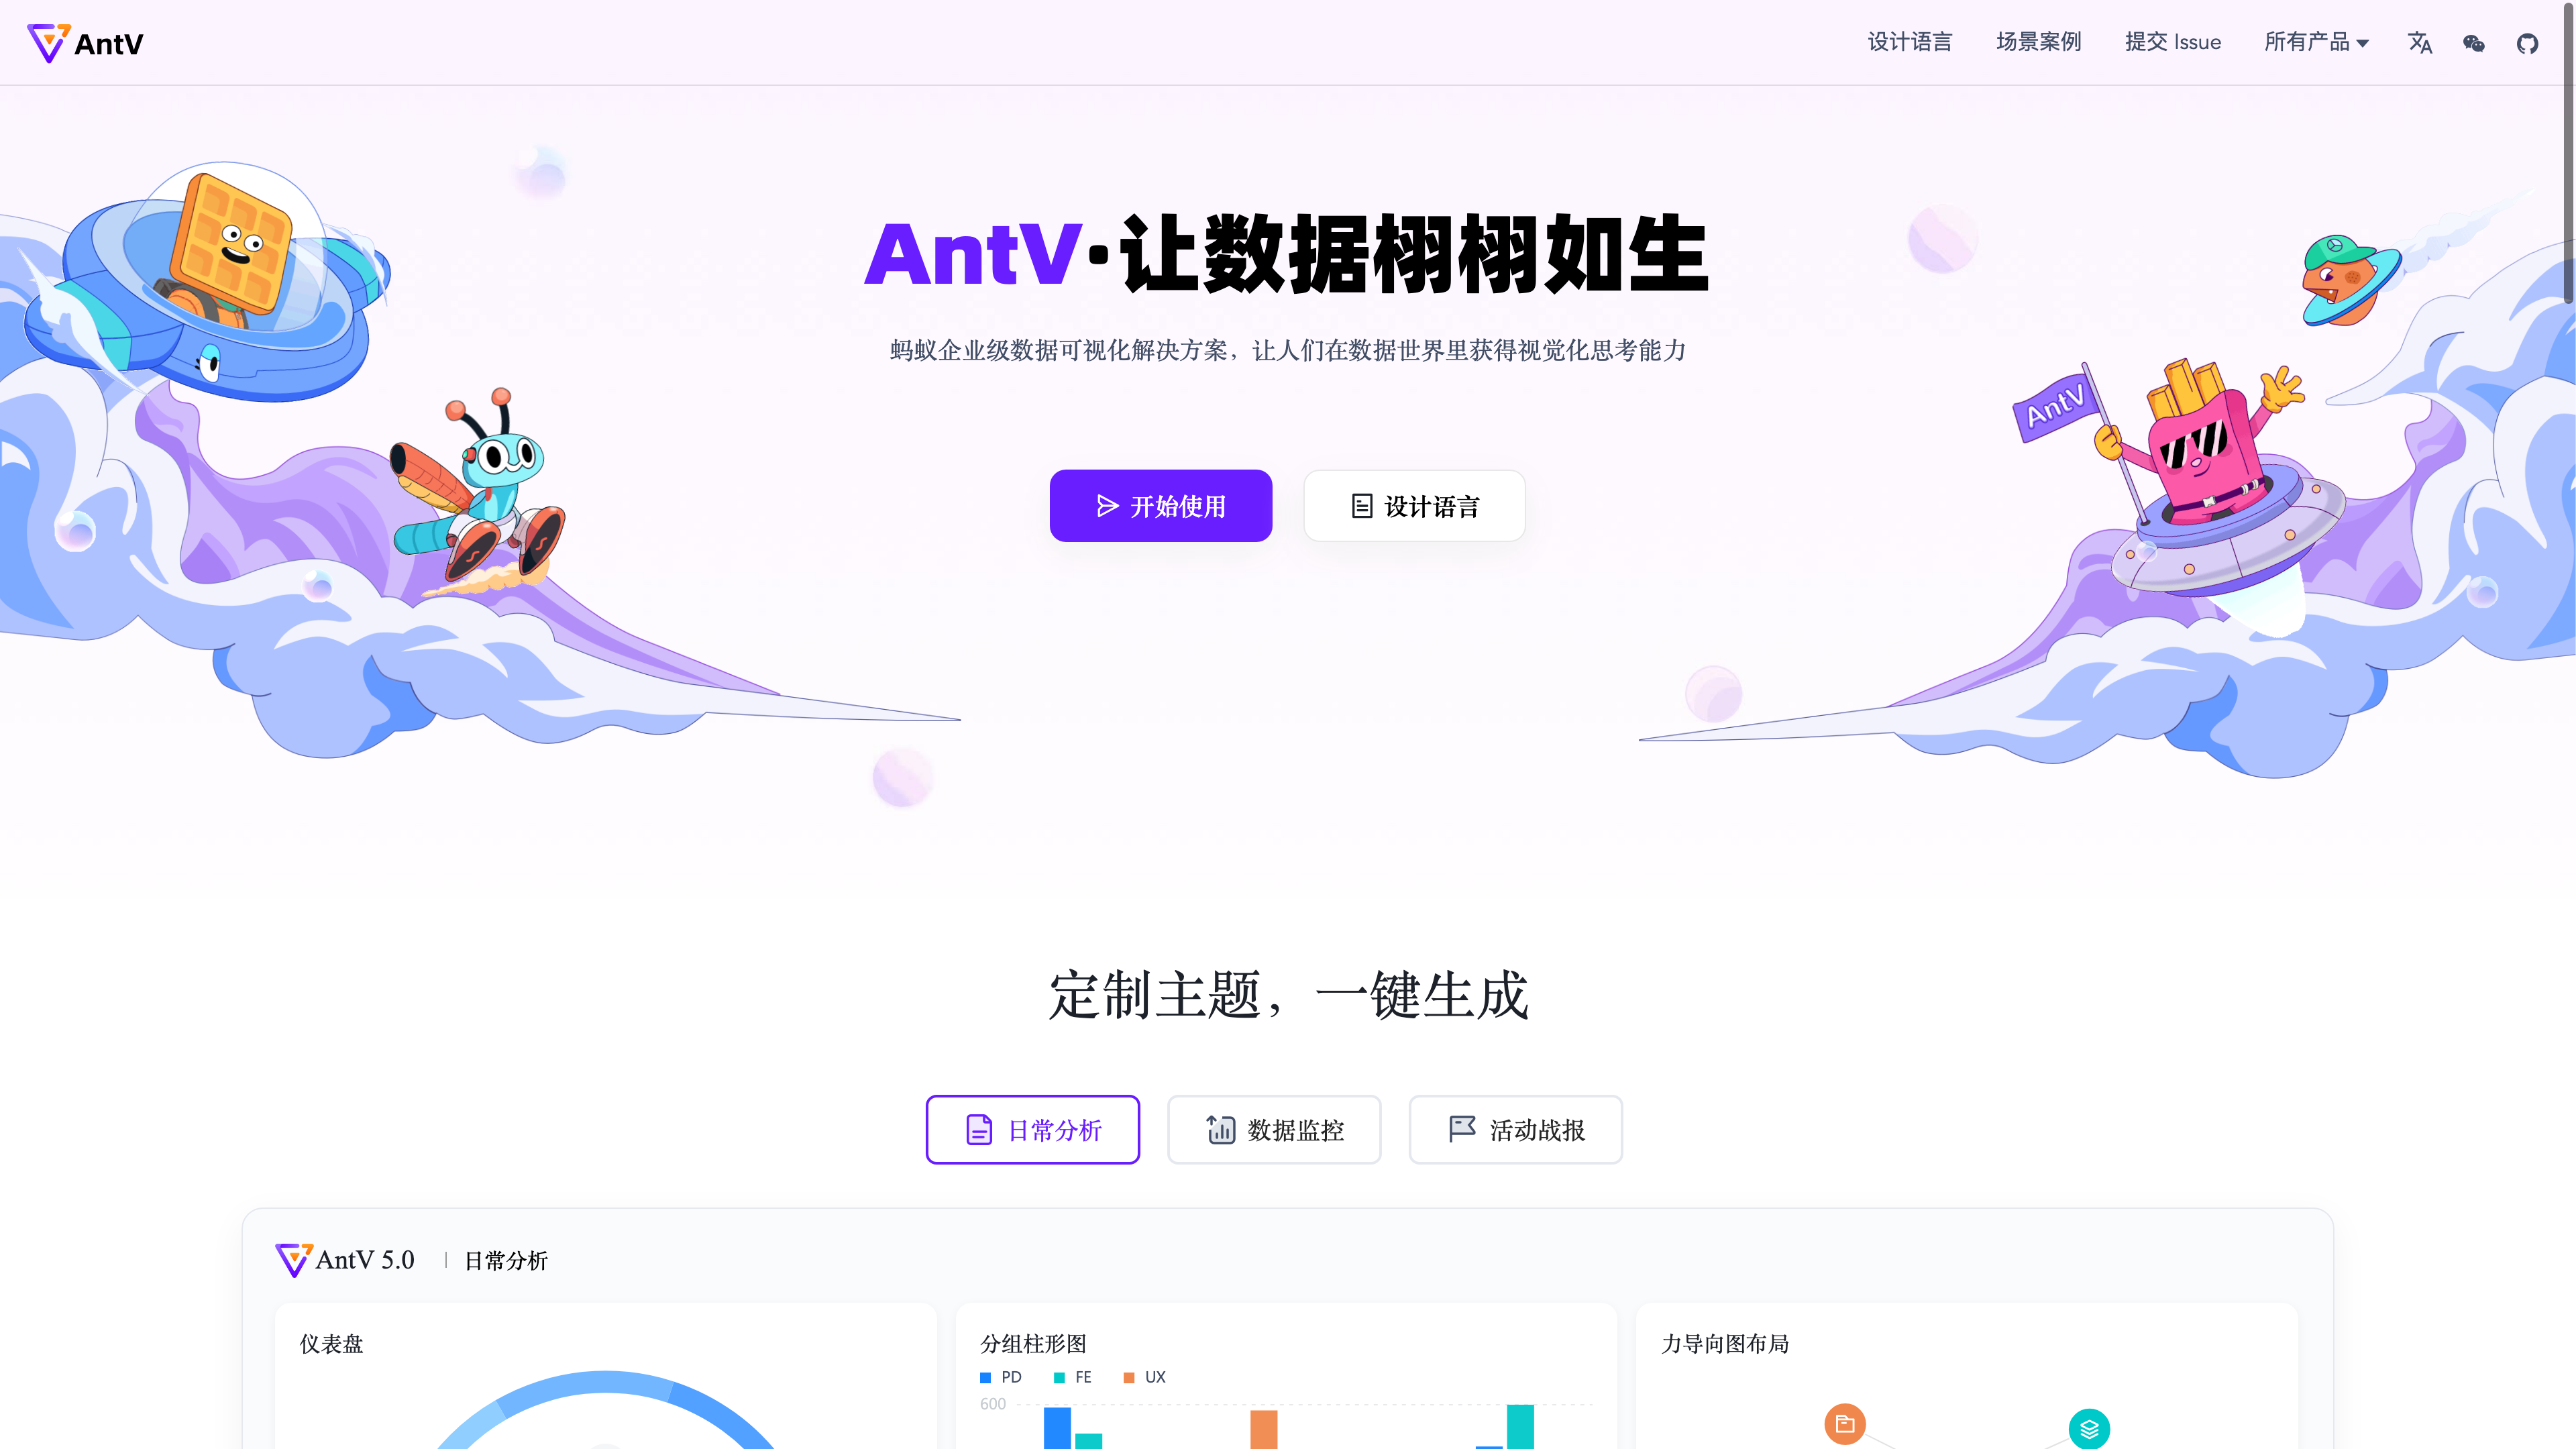 AntV
设计语言
场景案例
提交 Issue
所有产品
AntV·让数据栩栩如生
蚂蚁企业级数据可视化解决方案，让人们在数据世界里获得视觉化思考能力
AntV
开始使用
设计语言
定制主题，一键生成
日常分析
数据监控
活动战报
AntV 5.0
日常分析
仪表盘
分组柱形图
PD FE UX
600
力导向图布局